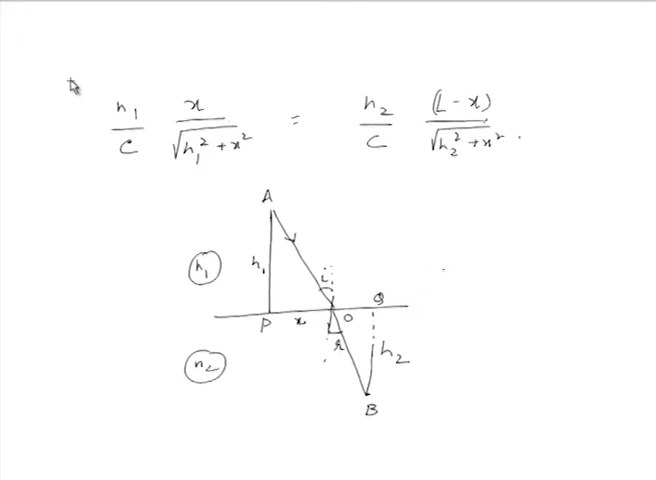 n₁/C x/√(h₁² + x²) = n₂/C (L - x)/√(h₂² + x²) .
A
i
h₁
n₁
P x O Q
r
n₂
h₂
B